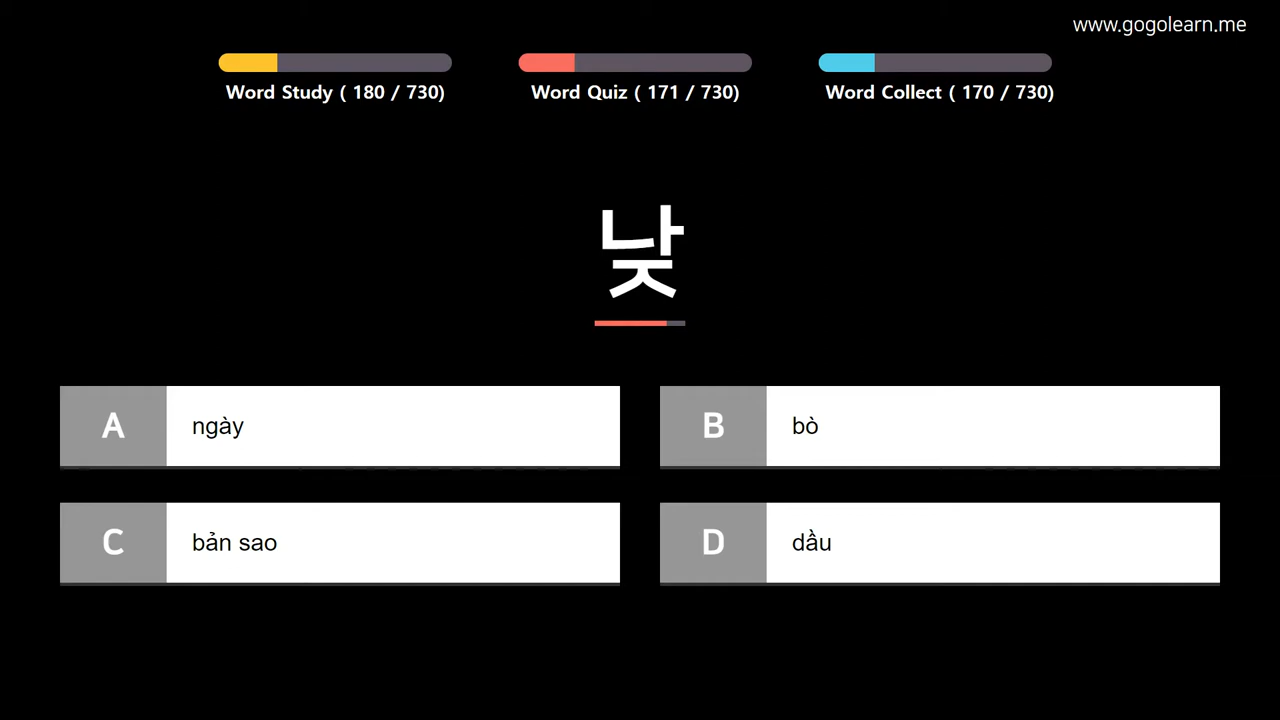 www.gogolearn.me
Word Study ( 180 / 730)
Word Quiz ( 171 / 730)
Word Collect ( 170 / 730)
낮
A ngày
B bò
C bản sao
D dầu